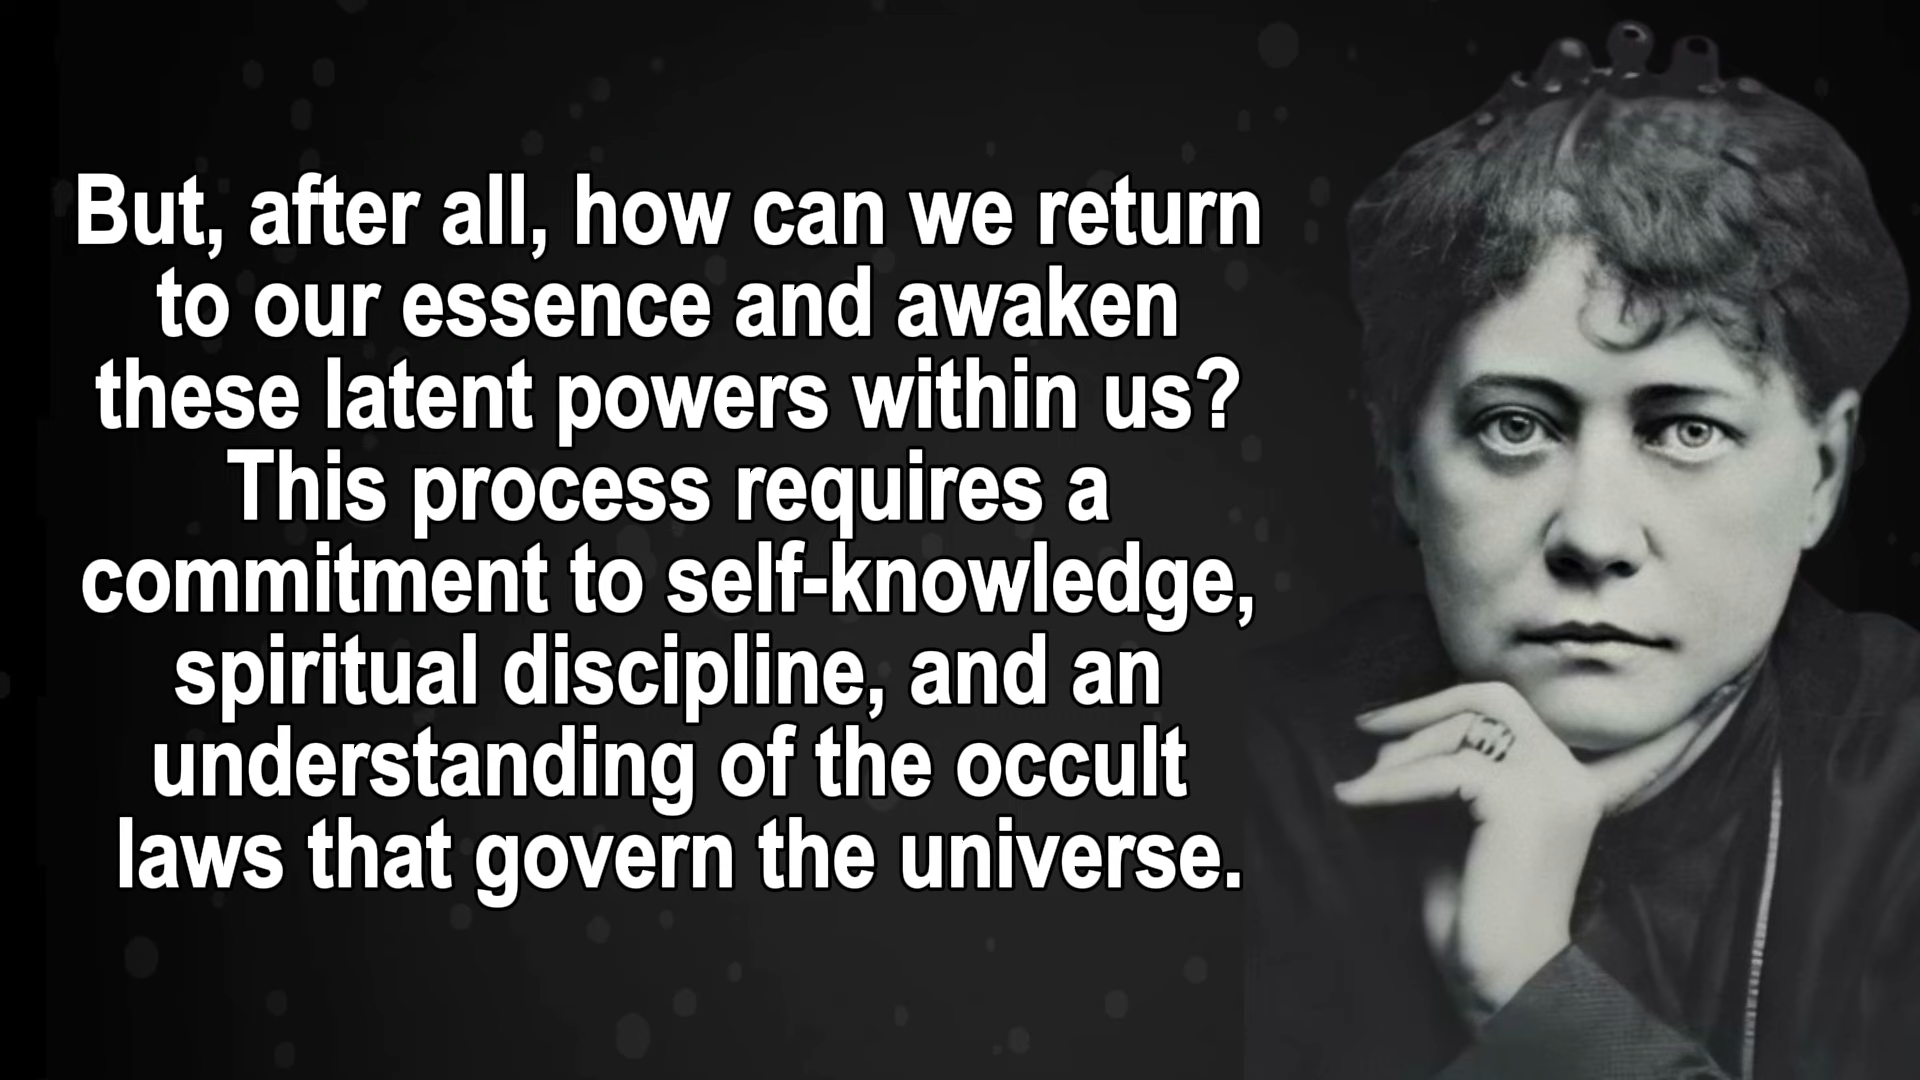 But, after all, how can we return
to our essence and awaken
these latent powers within us?
This process requires a
commitment to self-knowledge,
spiritual discipline, and an
understanding of the occult
laws that govern the universe.